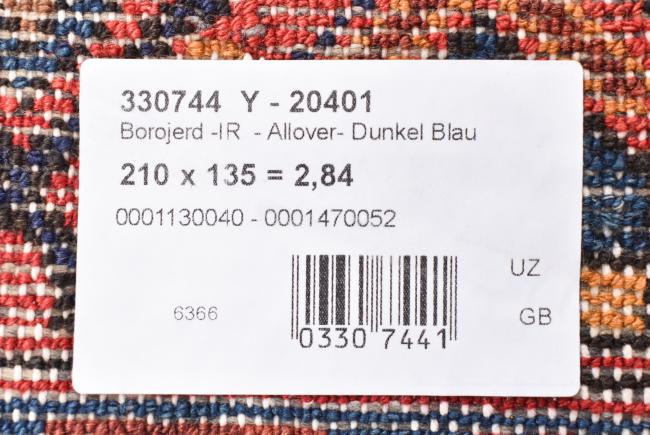 330744 Y - 20401
Borojerd -IR - Allover- Dunkel Blau
210 x 135 = 2,84
0001130040 - 0001470052
UZ
6366
GB
0330 7441